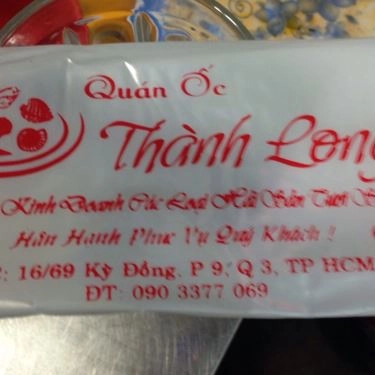 Quán Ốc
Thành Long
Kinh Doanh Các Loại Hải Sản Tươi S
Hân Hạnh Phục Vụ Quý Khách !
: 16/69 Kỳ Đồng, P 9, Q 3, TP HCM
ĐT: 090 3377 069